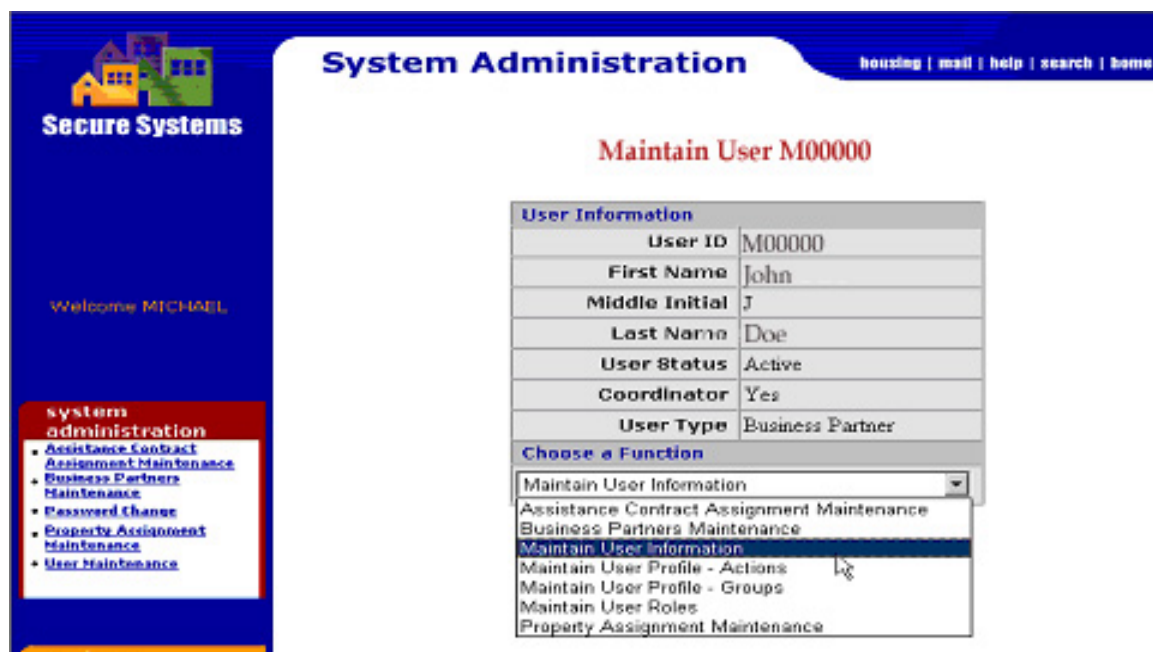 System Administration
housing | mail | help | search | home
Secure Systems
Maintain User M00000
User Information
User ID M00000
First Name John
Middle Initial J
Last Name Doe
User Status Active
Coordinator Yes
User Type Business Partner
Choose a Function
Maintain User Information
Assistance Contract Assignment Maintenance
Business Partners Maintenance
Maintain User Information
Maintain User Profile - Actions
Maintain User Profile - Groups
Maintain User Roles
Property Assignment Maintenance
Welcome MICHAEL
system
administration
Assistance Contract
Assignment Maintenance
Business Partners
Maintenance
Password Change
Property Assignment
Maintenance
User Maintenance